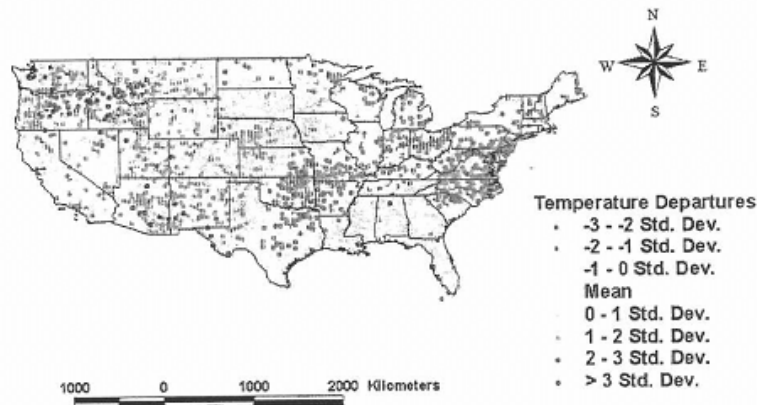 N
W E
S
Temperature Departures
-3 - -2 Std. Dev.
-2 - -1 Std. Dev.
-1 - 0 Std. Dev.
Mean
0 - 1 Std. Dev.
1 - 2 Std. Dev.
2 - 3 Std. Dev.
> 3 Std. Dev.
1000 0 1000 2000 Kilometers